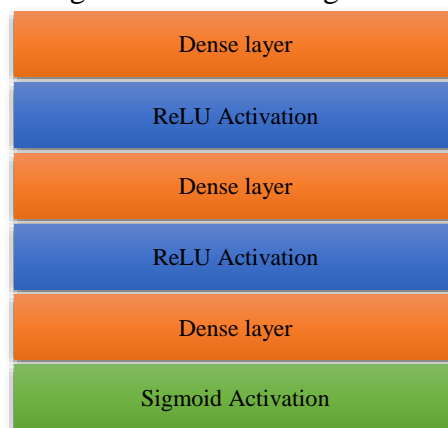 Dense layer
ReLU Activation
Dense layer
ReLU Activation
Dense layer
Sigmoid Activation